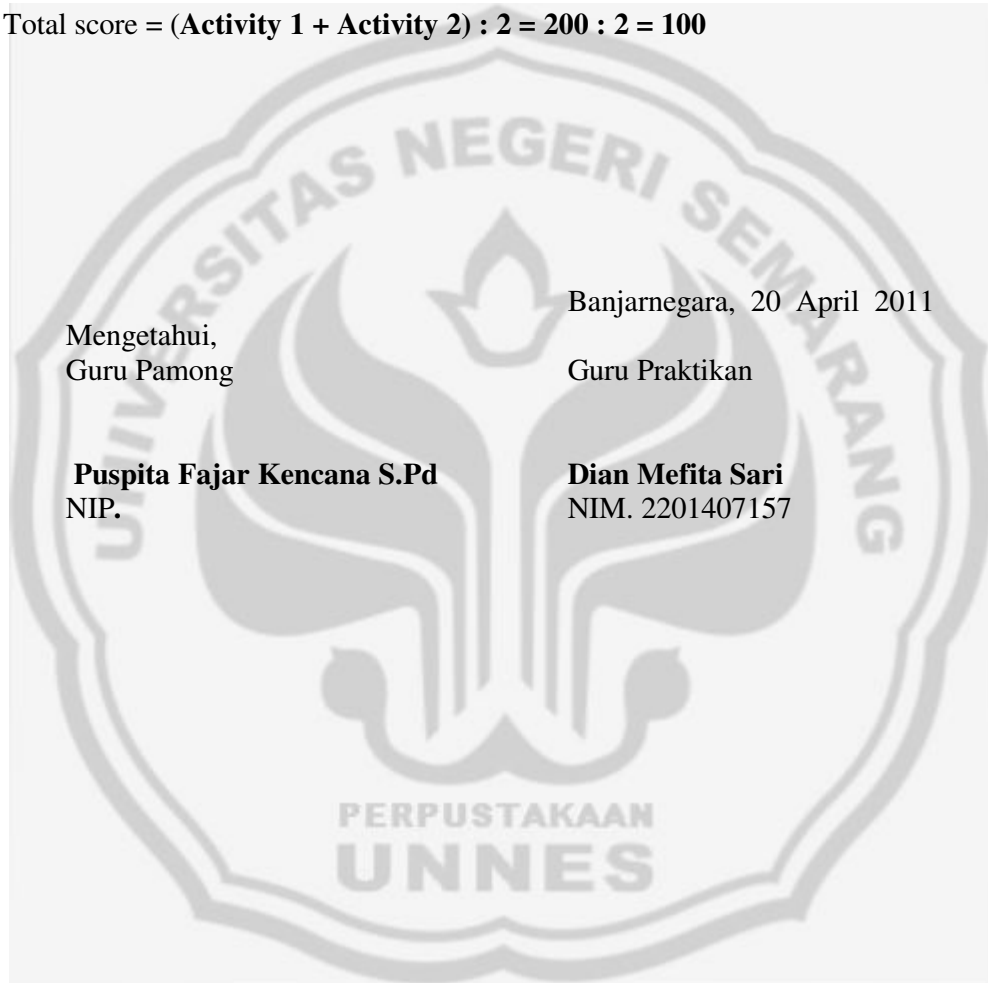 Total score = (Activity 1 + Activity 2) : 2 = 200 : 2 = 100
Banjarnegara, 20 April 2011
Mengetahui,
Guru Pamong Guru Praktikan
Puspita Fajar Kencana S.Pd Dian Mefita Sari
NIP. NIM. 2201407157
UNIVERSITAS NEGERI SEMARANG
PERPUSTAKAAN
UNNES